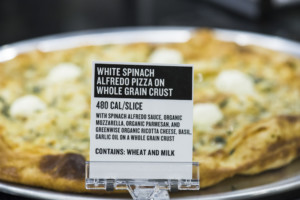 WHITE SPINACH
ALFREDO PIZZA ON
WHOLE GRAIN CRUST
480 CAL/SLICE
WITH SPINACH ALFREDO SAUCE, ORGANIC
MOZZARELLA, ORGANIC PARMESAN, AND
GREENWISE ORGANIC RICOTTA CHEESE, BASIL,
GARLIC OIL ON A WHOLE GRAIN CRUST
CONTAINS: WHEAT AND MILK